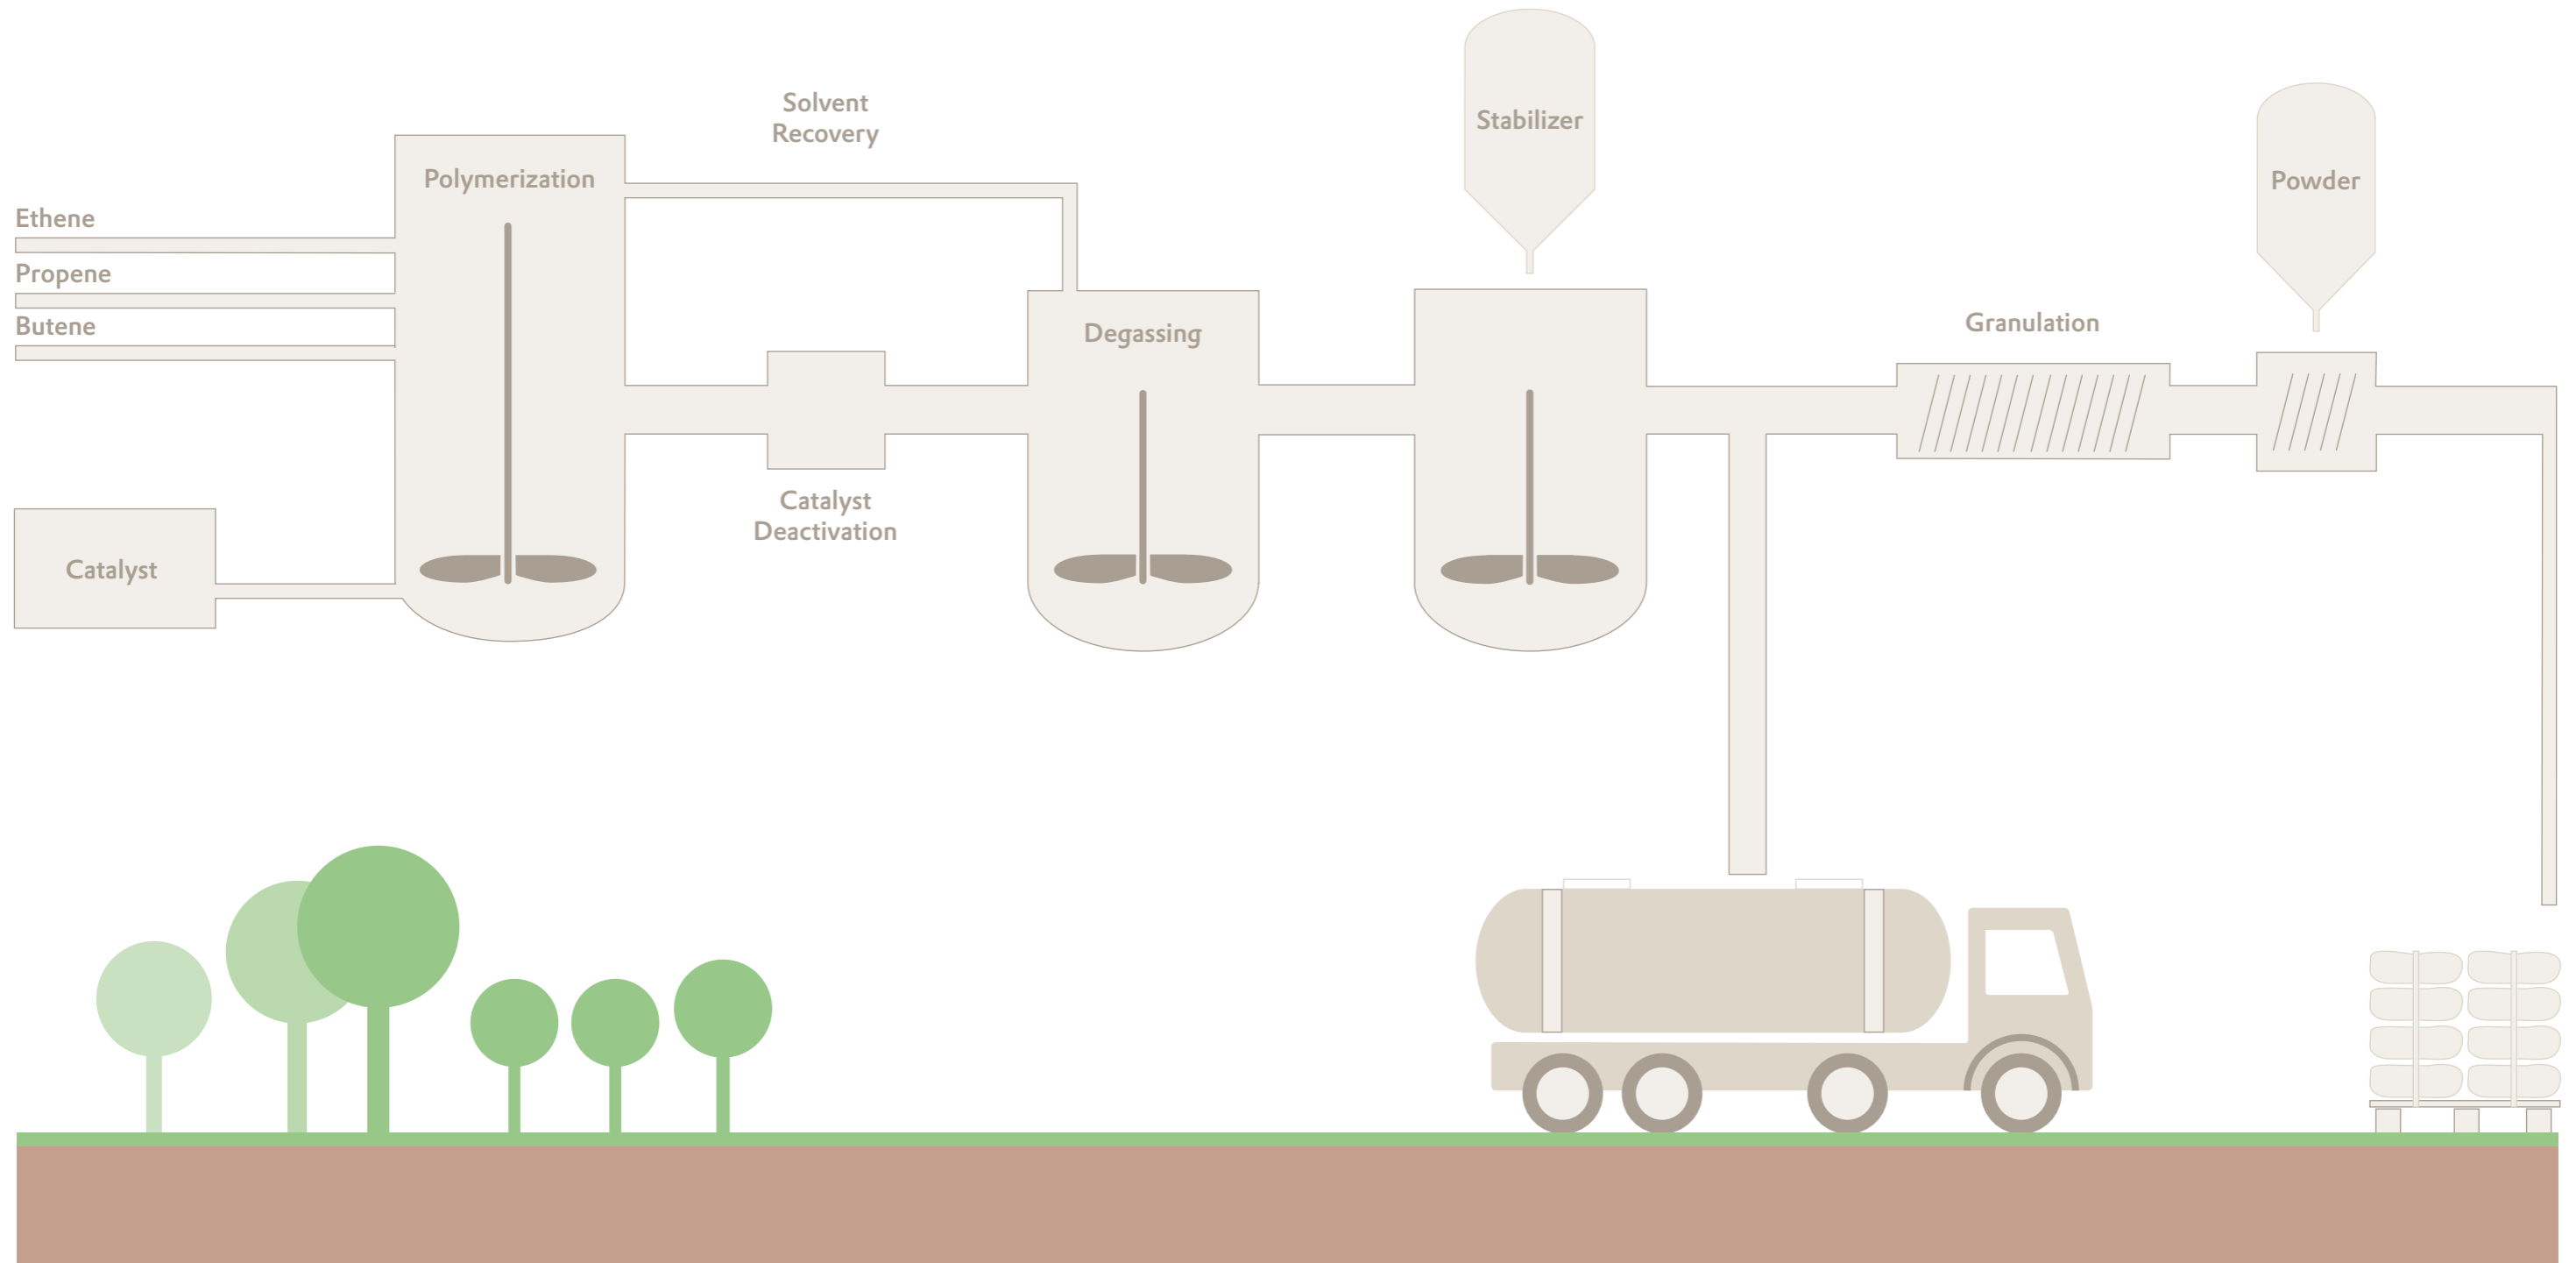 Ethene
Propene
Butene
Catalyst
Polymerization
Solvent
Recovery
Catalyst
Deactivation
Degassing
Stabilizer
Granulation
Powder